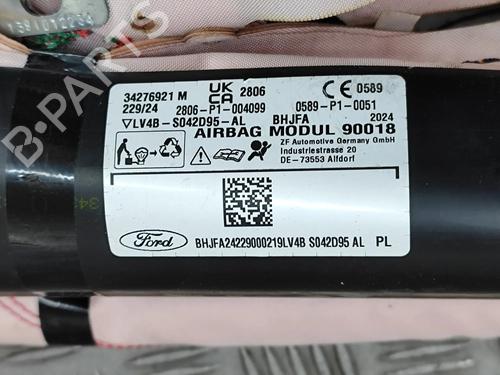 34276921 M
229/24
UK
CA
2806
2806-P1-004099
CE 0589
0589-P1-0051
▽LV4B-S042D95-AL
BHJFA
2024
AIRBAG MODUL 90018
ZF Automotive Germany GmbH
Industriestrasse 20
DE-73553 Alfdorf
Ford
BHJFA24229000219LV4B S042D95 AL PL
B-Parts